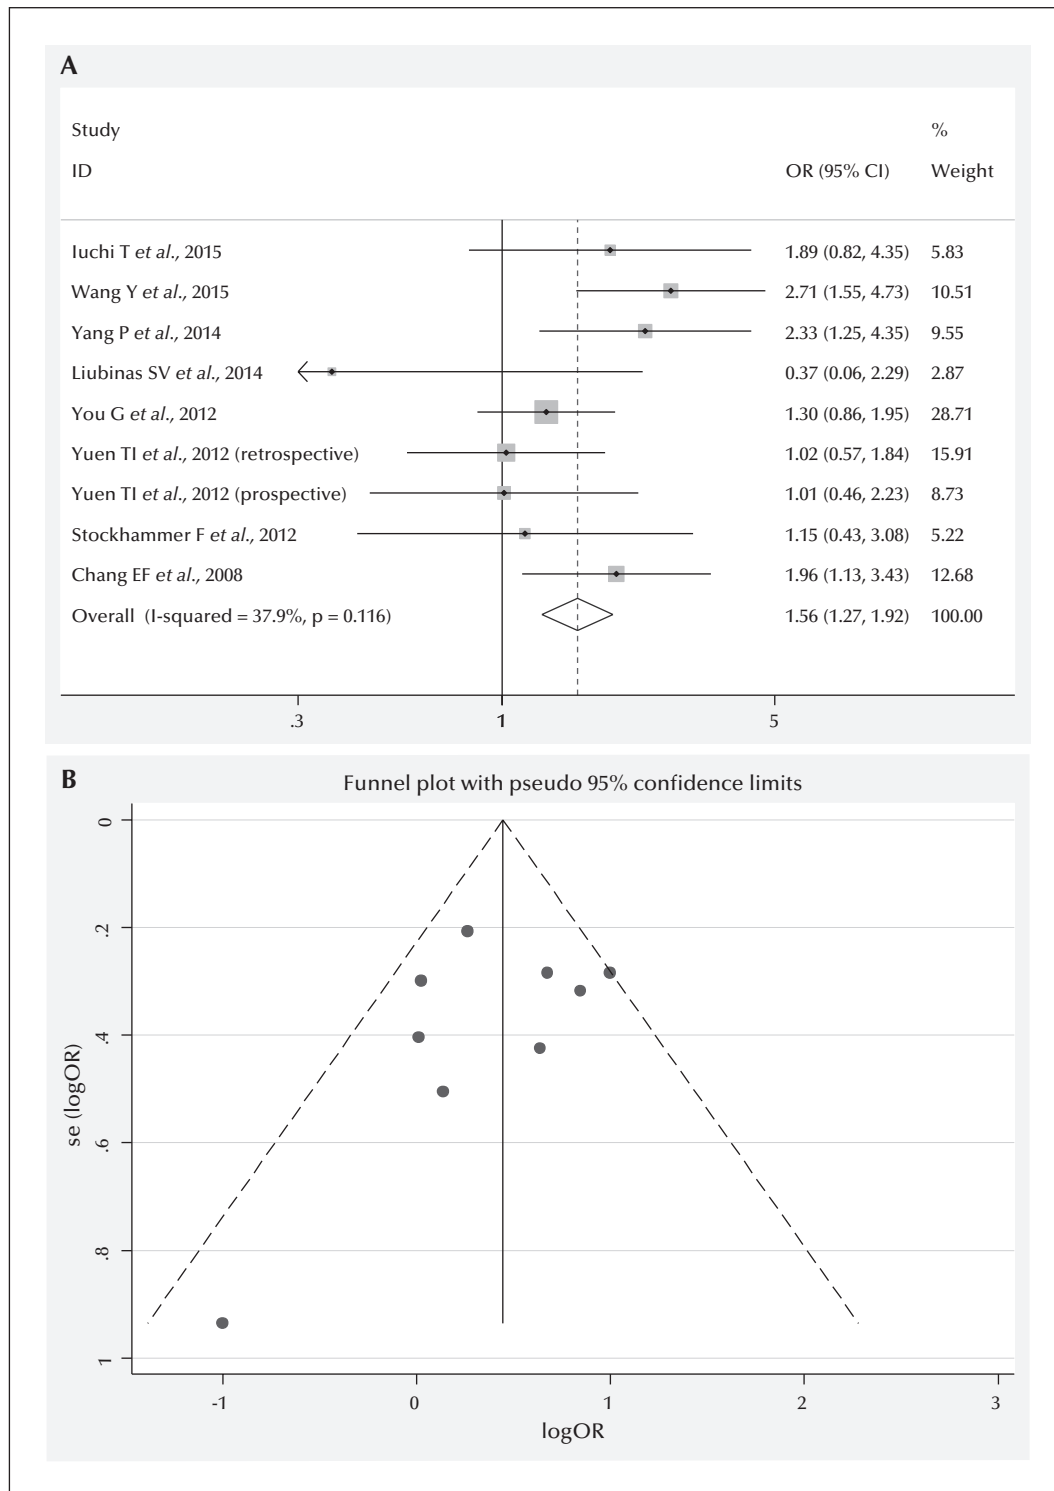 A
Study %
ID OR (95% CI) Weight
Iuchi T et al., 2015 1.89 (0.82, 4.35) 5.83
Wang Y et al., 2015 2.71 (1.55, 4.73) 10.51
Yang P et al., 2014 2.33 (1.25, 4.35) 9.55
Liubinas SV et al., 2014 0.37 (0.06, 2.29) 2.87
You G et al., 2012 1.30 (0.86, 1.95) 28.71
Yuen TI et al., 2012 (retrospective) 1.02 (0.57, 1.84) 15.91
Yuen TI et al., 2012 (prospective) 1.01 (0.46, 2.23) 8.73
Stockhammer F et al., 2012 1.15 (0.43, 3.08) 5.22
Chang EF et al., 2008 1.96 (1.13, 3.43) 12.68
Overall (I-squared = 37.9%, p = 0.116) 1.56 (1.27, 1.92) 100.00
.3 1 5
B
Funnel plot with pseudo 95% confidence limits
0
.2
.4
.6
.8
1
se (logOR)
-1 0 1 2 3
logOR